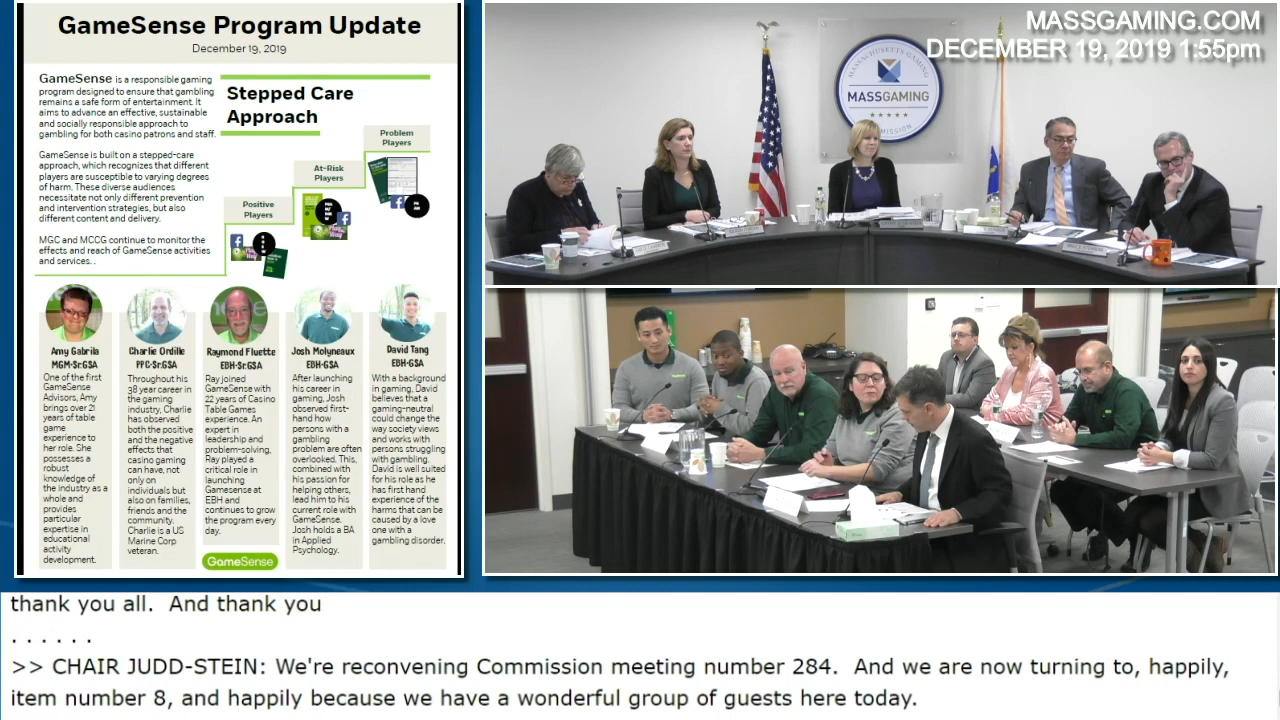 GameSense Program Update
December 19, 2019
GameSense is a responsible gaming
program designed to ensure that gambling
remains a safe form of entertainment. It
aims to advance an effective, sustainable
and socially responsible approach to
gambling for both casino patrons and staff.
GameSense is built on a stepped-care
approach, which recognizes that different
players are susceptible to varying degrees
of harm. These diverse audiences
necessitate not only different prevention
and intervention strategies, but also
different content and delivery.
MGC and MCCG continue to monitor the
effects and reach of GameSense activities
and services. .
Stepped Care
Approach
Problem
Players
At-Risk
Players
Positive
Players
Amy Gabrila
MGM-Sr.GSA
One of the first
GameSense
Advisors, Amy
brings over 21
years of table
game
experience to
her role. She
possesses a
robust
knowledge of
the industry as a
whole and
provides
particular
expertise in
educational
activity
development.
Charlie Ordille
PPC-Sr.GSA
Throughout his
38 year career in
the gaming
industry, Charlie
has observed
both the positive
and the negative
effects that
casino gaming
can have, not
only on
individuals but
also on families,
friends and the
community.
Charlie is a US
Marine Corp
veteran.
Raymond Fluette
EBH-Sr.GSA
Ray joined
GameSense with
22 years of Casino
Table Games
experience. An
expert in
leadership and
problem-solving,
Ray played a
critical role in
launching
Gamesense at
EBH and
continues to grow
the program every
day.
GameSense
Josh Molyneaux
EBH-GSA
After launching
his career in
gaming, Josh
observed first-
hand how
persons with a
gambling
problem are often
overlooked. This,
combined with
his passion for
helping others,
lead him to his
current role with
GameSense.
Josh holds a BA
in Applied
Psychology.
David Tang
EBH-GSA
With a background
in gaming, David
believes that a
gaming-neutral
could change the
way society views
and works with
persons struggling
with gambling.
David is well suited
for his role as he
has first hand
experience of the
harms that can be
caused by a love
one with a
gambling disorder.
MASSGAMING.COM
DECEMBER 19, 2019 1:55pm
MASSACHUSETTS GAMING
MASSGAMING
COMMISSION
thank you all. And thank you
. . . . . .
>> CHAIR JUDD-STEIN: We're reconvening Commission meeting number 284. And we are now turning to, happily,
item number 8, and happily because we have a wonderful group of guests here today.